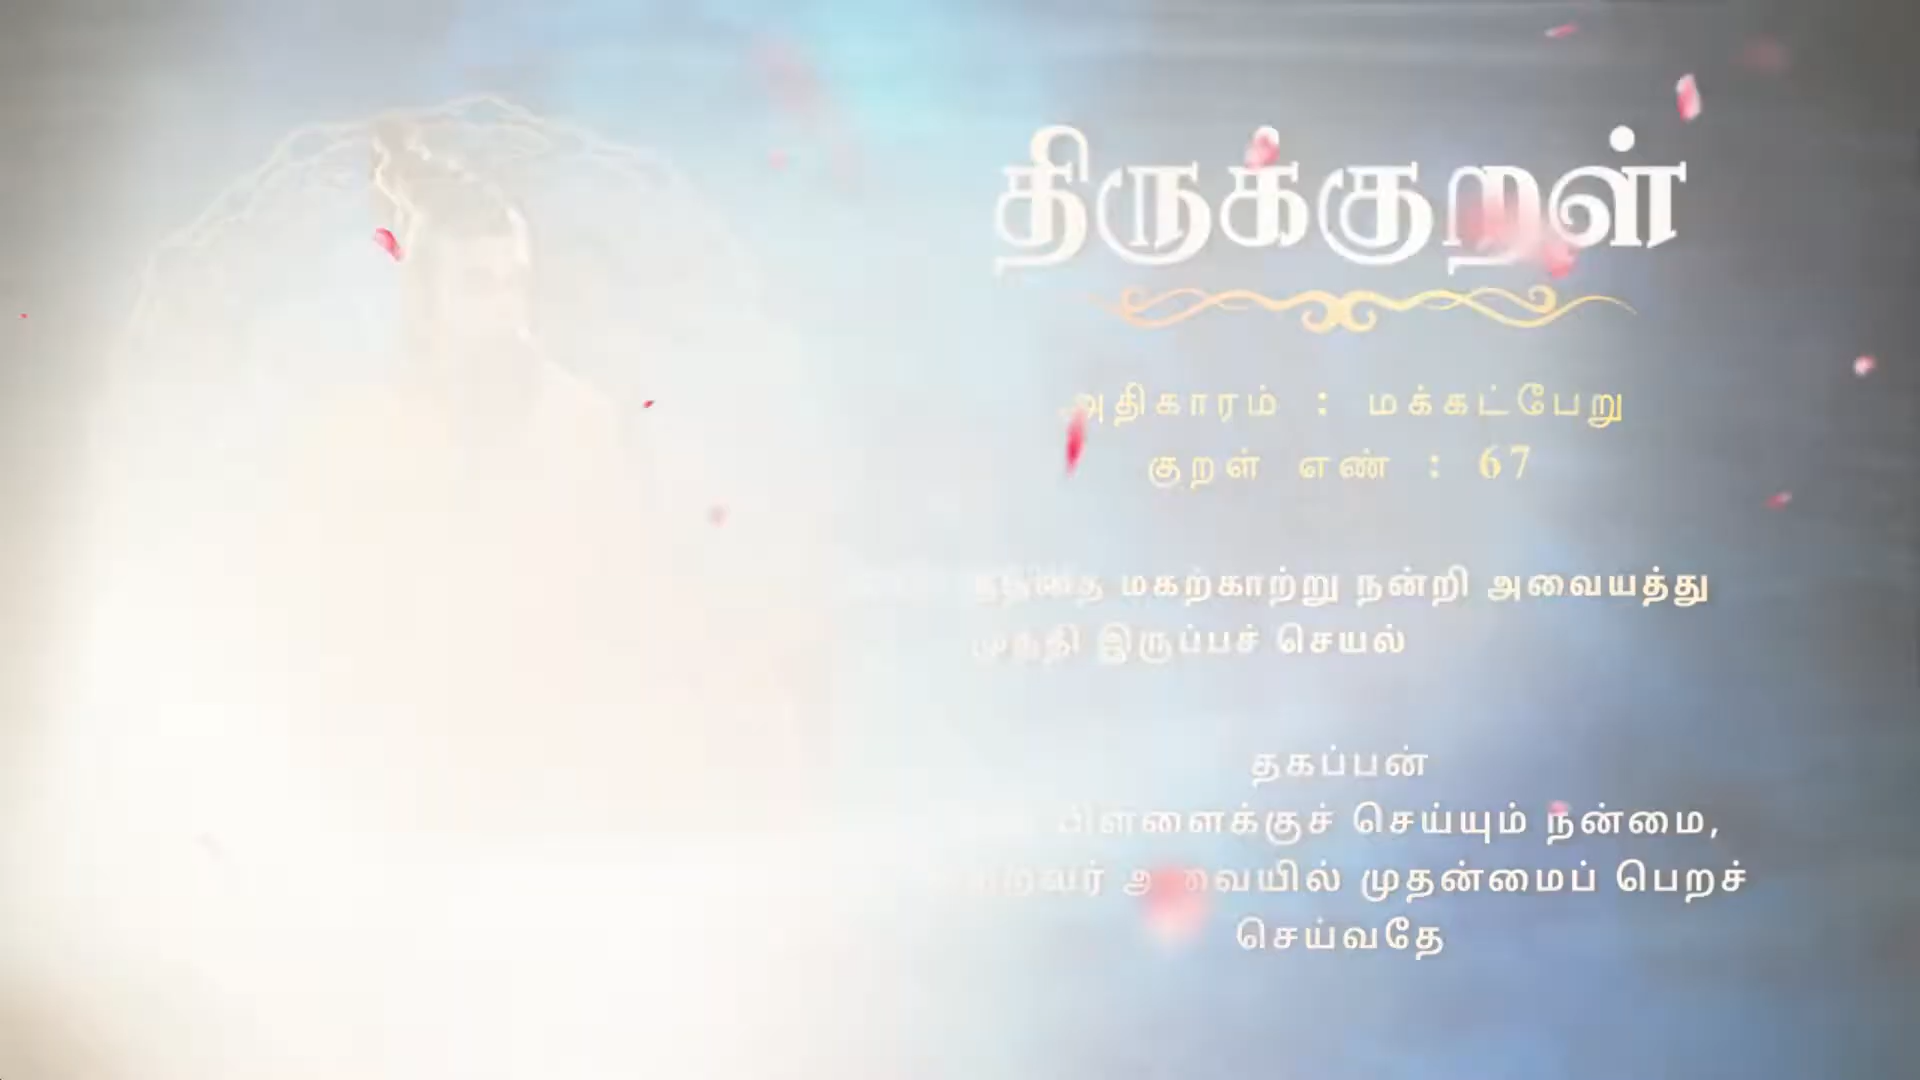 திருக்குறள்
அதிகாரம் : மக்கட்பேறு
குறள் எண் : 67
தந்தை மகற்காற்று நன்றி அவையத்து
முந்தி இருப்பச் செயல்
தகப்பன்
பிள்ளைக்குச் செய்யும் நன்மை,
அவையில் முதன்மைப் பெறச்
செய்வதே